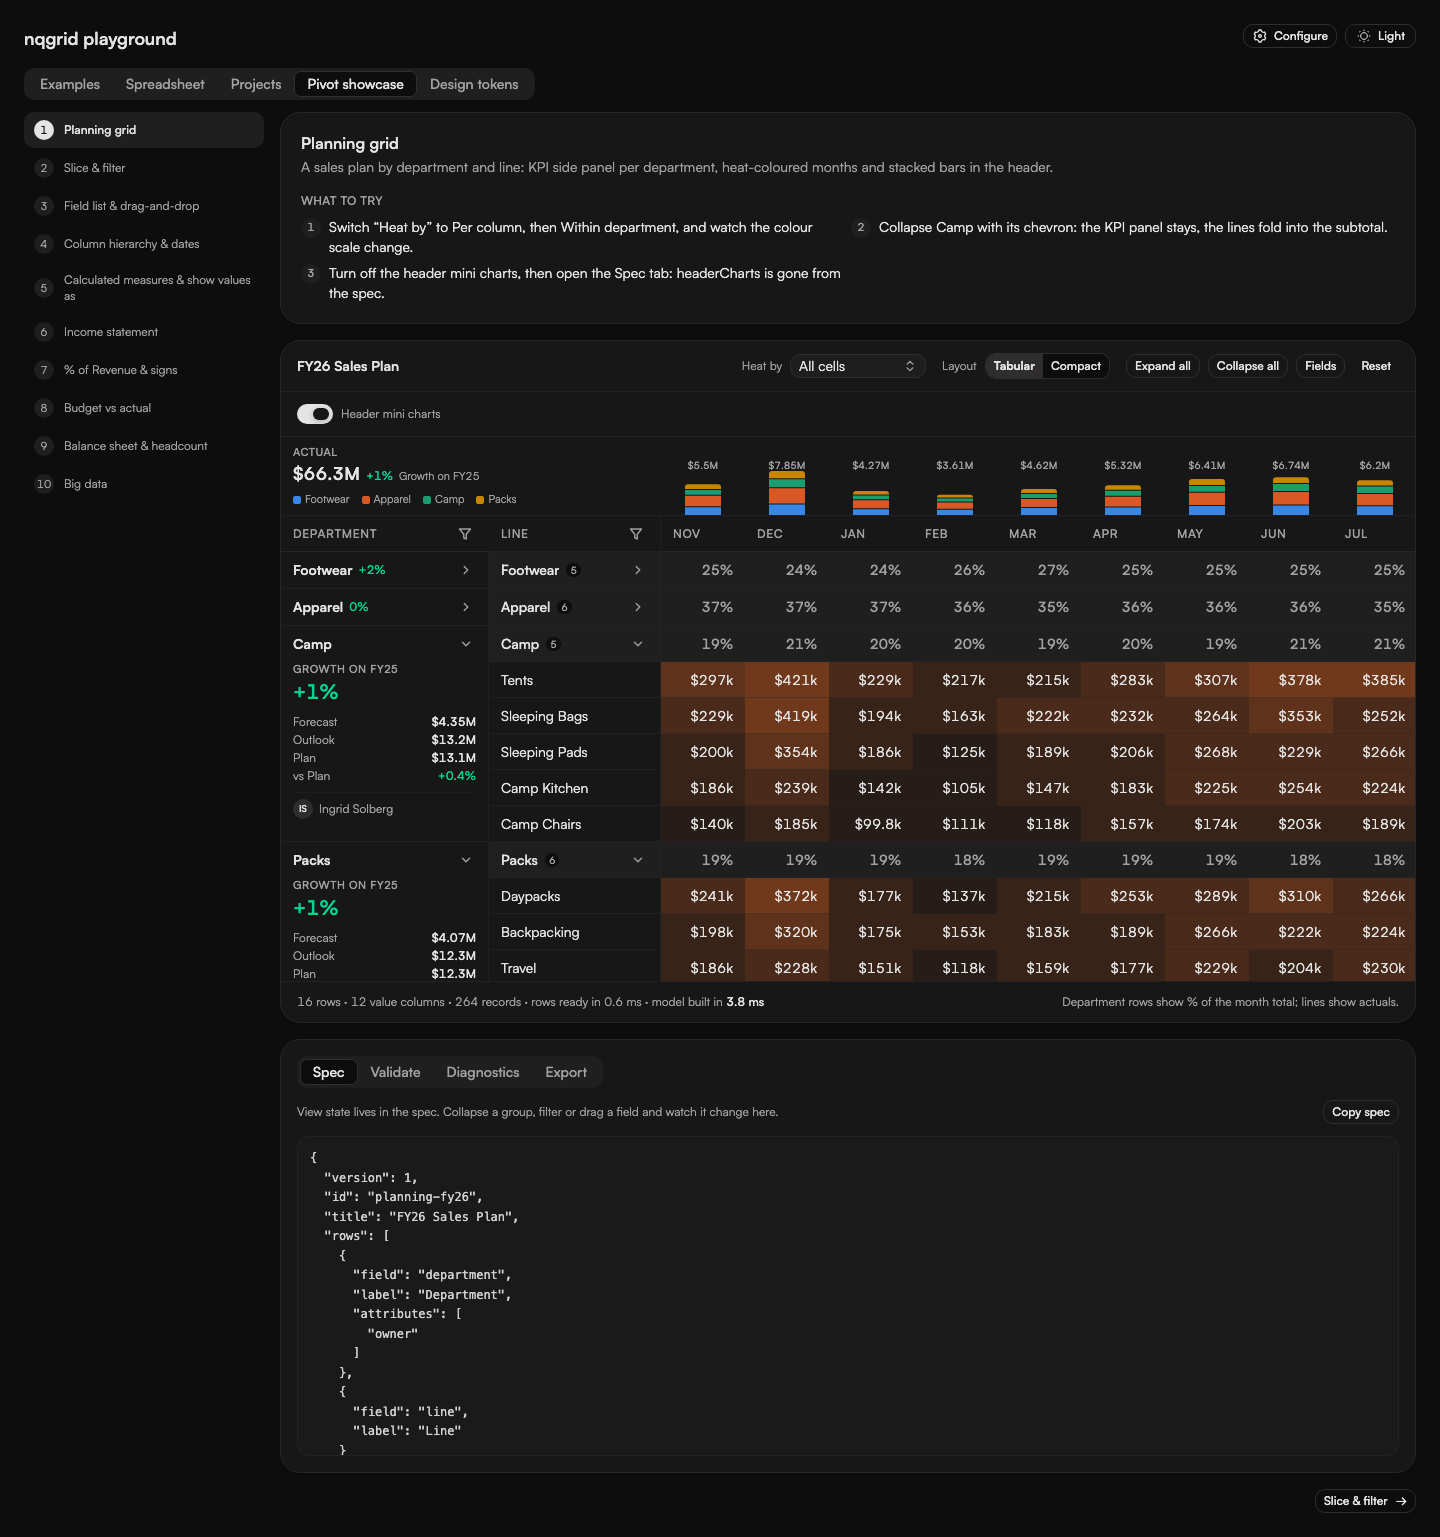 nqgrid playground
Configure
Light
Examples Spreadsheet Projects Pivot showcase Design tokens
1 Planning grid
2 Slice & filter
3 Field list & drag-and-drop
4 Column hierarchy & dates
5 Calculated measures & show values
as
6 Income statement
7 % of Revenue & signs
8 Budget vs actual
9 Balance sheet & headcount
10 Big data
Planning grid
A sales plan by department and line: KPI side panel per department, heat-coloured months and stacked bars in the header.
WHAT TO TRY
1 Switch “Heat by” to Per column, then Within department, and watch the colour
scale change.
2 Collapse Camp with its chevron: the KPI panel stays, the lines fold into the subtotal.
3 Turn off the header mini charts, then open the Spec tab: headerCharts is gone from
the spec.
FY26 Sales Plan
Heat by All cells Layout Tabular Compact Expand all Collapse all Fields Reset
Header mini charts
ACTUAL
$66.3M +1% Growth on FY25
Footwear Apparel Camp Packs
$5.5M $7.85M $4.27M $3.61M $4.62M $5.32M $6.41M $6.74M $6.2M
DEPARTMENT LINE NOV DEC JAN FEB MAR APR MAY JUN JUL
Footwear +2% Footwear 5 25% 24% 24% 26% 27% 25% 25% 25% 25%
Apparel 0% Apparel 6 37% 37% 37% 36% 35% 36% 36% 36% 35%
Camp Camp 5 19% 21% 20% 20% 19% 20% 19% 21% 21%
GROWTH ON FY25
+1%
Forecast $4.35M
Outlook $13.2M
Plan $13.1M
vs Plan +0.4%
IS Ingrid Solberg
Tents $297k $421k $229k $217k $215k $283k $307k $378k $385k
Sleeping Bags $229k $419k $194k $163k $222k $232k $264k $353k $252k
Sleeping Pads $200k $354k $186k $125k $189k $206k $268k $229k $266k
Camp Kitchen $186k $239k $142k $105k $147k $183k $225k $254k $224k
Camp Chairs $140k $185k $99.8k $111k $118k $157k $174k $203k $189k
Packs Packs 6 19% 19% 19% 18% 19% 19% 19% 18% 18%
GROWTH ON FY25
+1%
Forecast $4.07M
Outlook $12.3M
Plan $12.3M
Daypacks $241k $372k $177k $137k $215k $253k $289k $310k $266k
Backpacking $198k $320k $175k $153k $183k $189k $266k $222k $224k
Travel $186k $228k $151k $118k $159k $177k $229k $204k $230k
16 rows · 12 value columns · 264 records · rows ready in 0.6 ms · model built in 3.8 ms
Department rows show % of the month total; lines show actuals.
Spec Validate Diagnostics Export
View state lives in the spec. Collapse a group, filter or drag a field and watch it change here.
Copy spec
{
"version": 1,
"id": "planning-fy26",
"title": "FY26 Sales Plan",
"rows": [
{
"field": "department",
"label": "Department",
"attributes": [
"owner"
]
},
{
"field": "line",
"label": "Line"
}
Slice & filter →